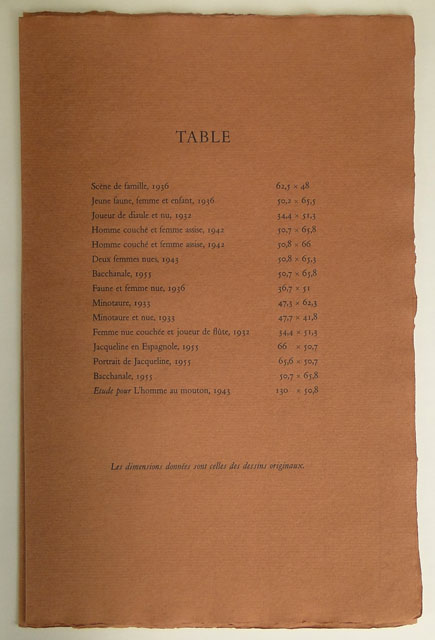 TABLE
Scène de famille, 1936 62,5 × 48
Jeune faune, femme et enfant, 1936 50,2 × 65,5
Joueur de diaule et nu, 1932 34,4 × 51,3
Homme couché et femme assise, 1942 50,7 × 65,8
Homme couché et femme assise, 1942 50,8 × 66
Deux femmes nues, 1943 50,8 × 65,5
Bacchanale, 1955 50,7 × 65,8
Faune et femme nue, 1936 36,7 × 51
Minotaure, 1933 47,5 × 62,3
Minotaure et nue, 1933 47,7 × 41,8
Femme nue couchée et joueur de flûte, 1932 34,4 × 51,3
Jacqueline en Espagnole, 1955 66 × 50,7
Portrait de Jacqueline, 1955 65,6 × 50,7
Bacchanale, 1955 50,7 × 65,8
Etude pour L'homme au mouton, 1943 130 × 50,8
Les dimensions données sont celles des dessins originaux.